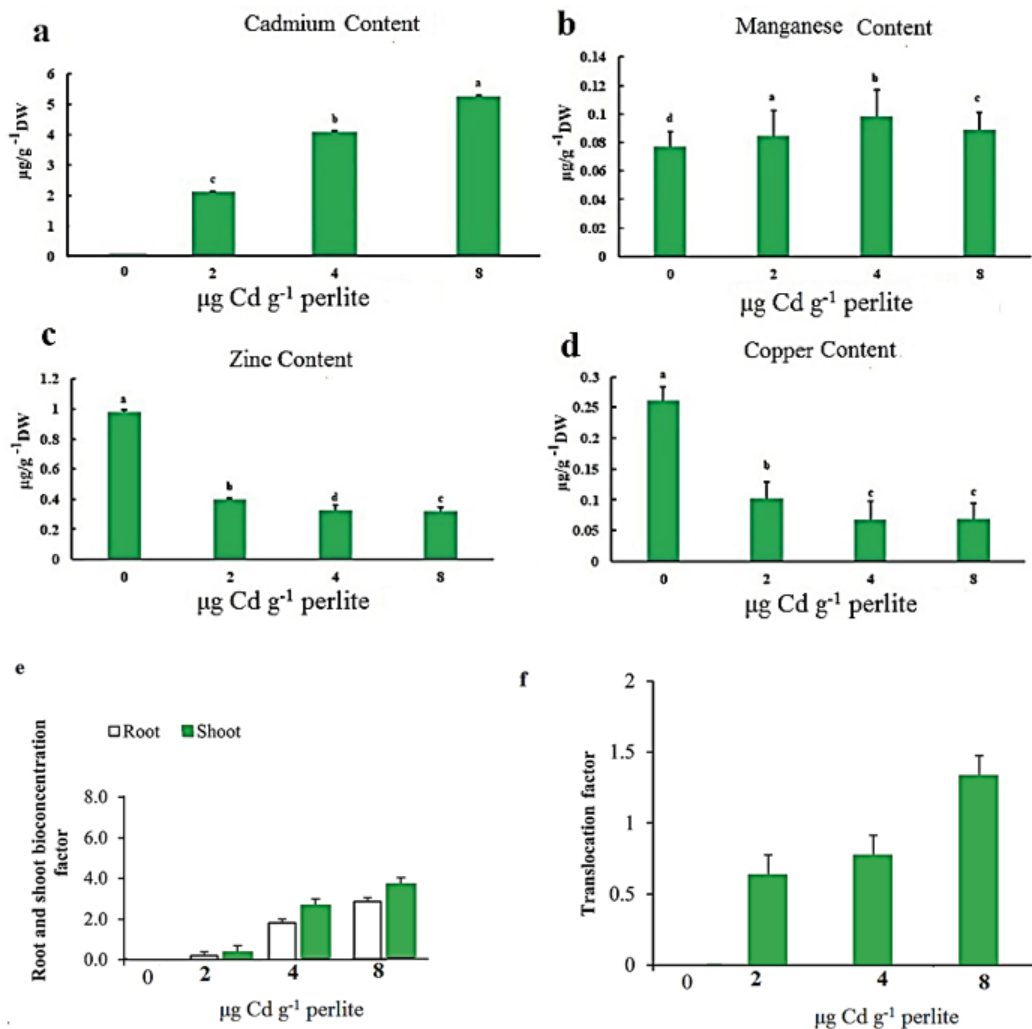 a
Cadmium Content
6
5
4
3
2
1
0
a
b
c
0 2 4 8
µg/g⁻¹DW
µg Cd g⁻¹ perlite
b
Manganese Content
0.14
0.12
0.1
0.08
0.06
0.04
0.02
0
d
a
b
c
0 2 4 8
µg/g⁻¹DW
µg Cd g⁻¹ perlite
c
Zinc Content
1.2
1
0.8
0.6
0.4
0.2
0
a
b
d
c
0 2 4 8
µg/g⁻¹DW
µg Cd g⁻¹ perlite
d
Copper Content
0.3
0.25
0.2
0.15
0.1
0.05
0
a
b
c
c
0 2 4 8
µg/g⁻¹DW
µg Cd g⁻¹ perlite
e
Root Shoot
8.0
6.0
4.0
2.0
0.0
0 2 4 8
Root and shoot bioconcentration
factor
µg Cd g⁻¹ perlite
f
2
1.5
1
0.5
0
0 2 4 8
Translocation factor
µg Cd g⁻¹ perlite